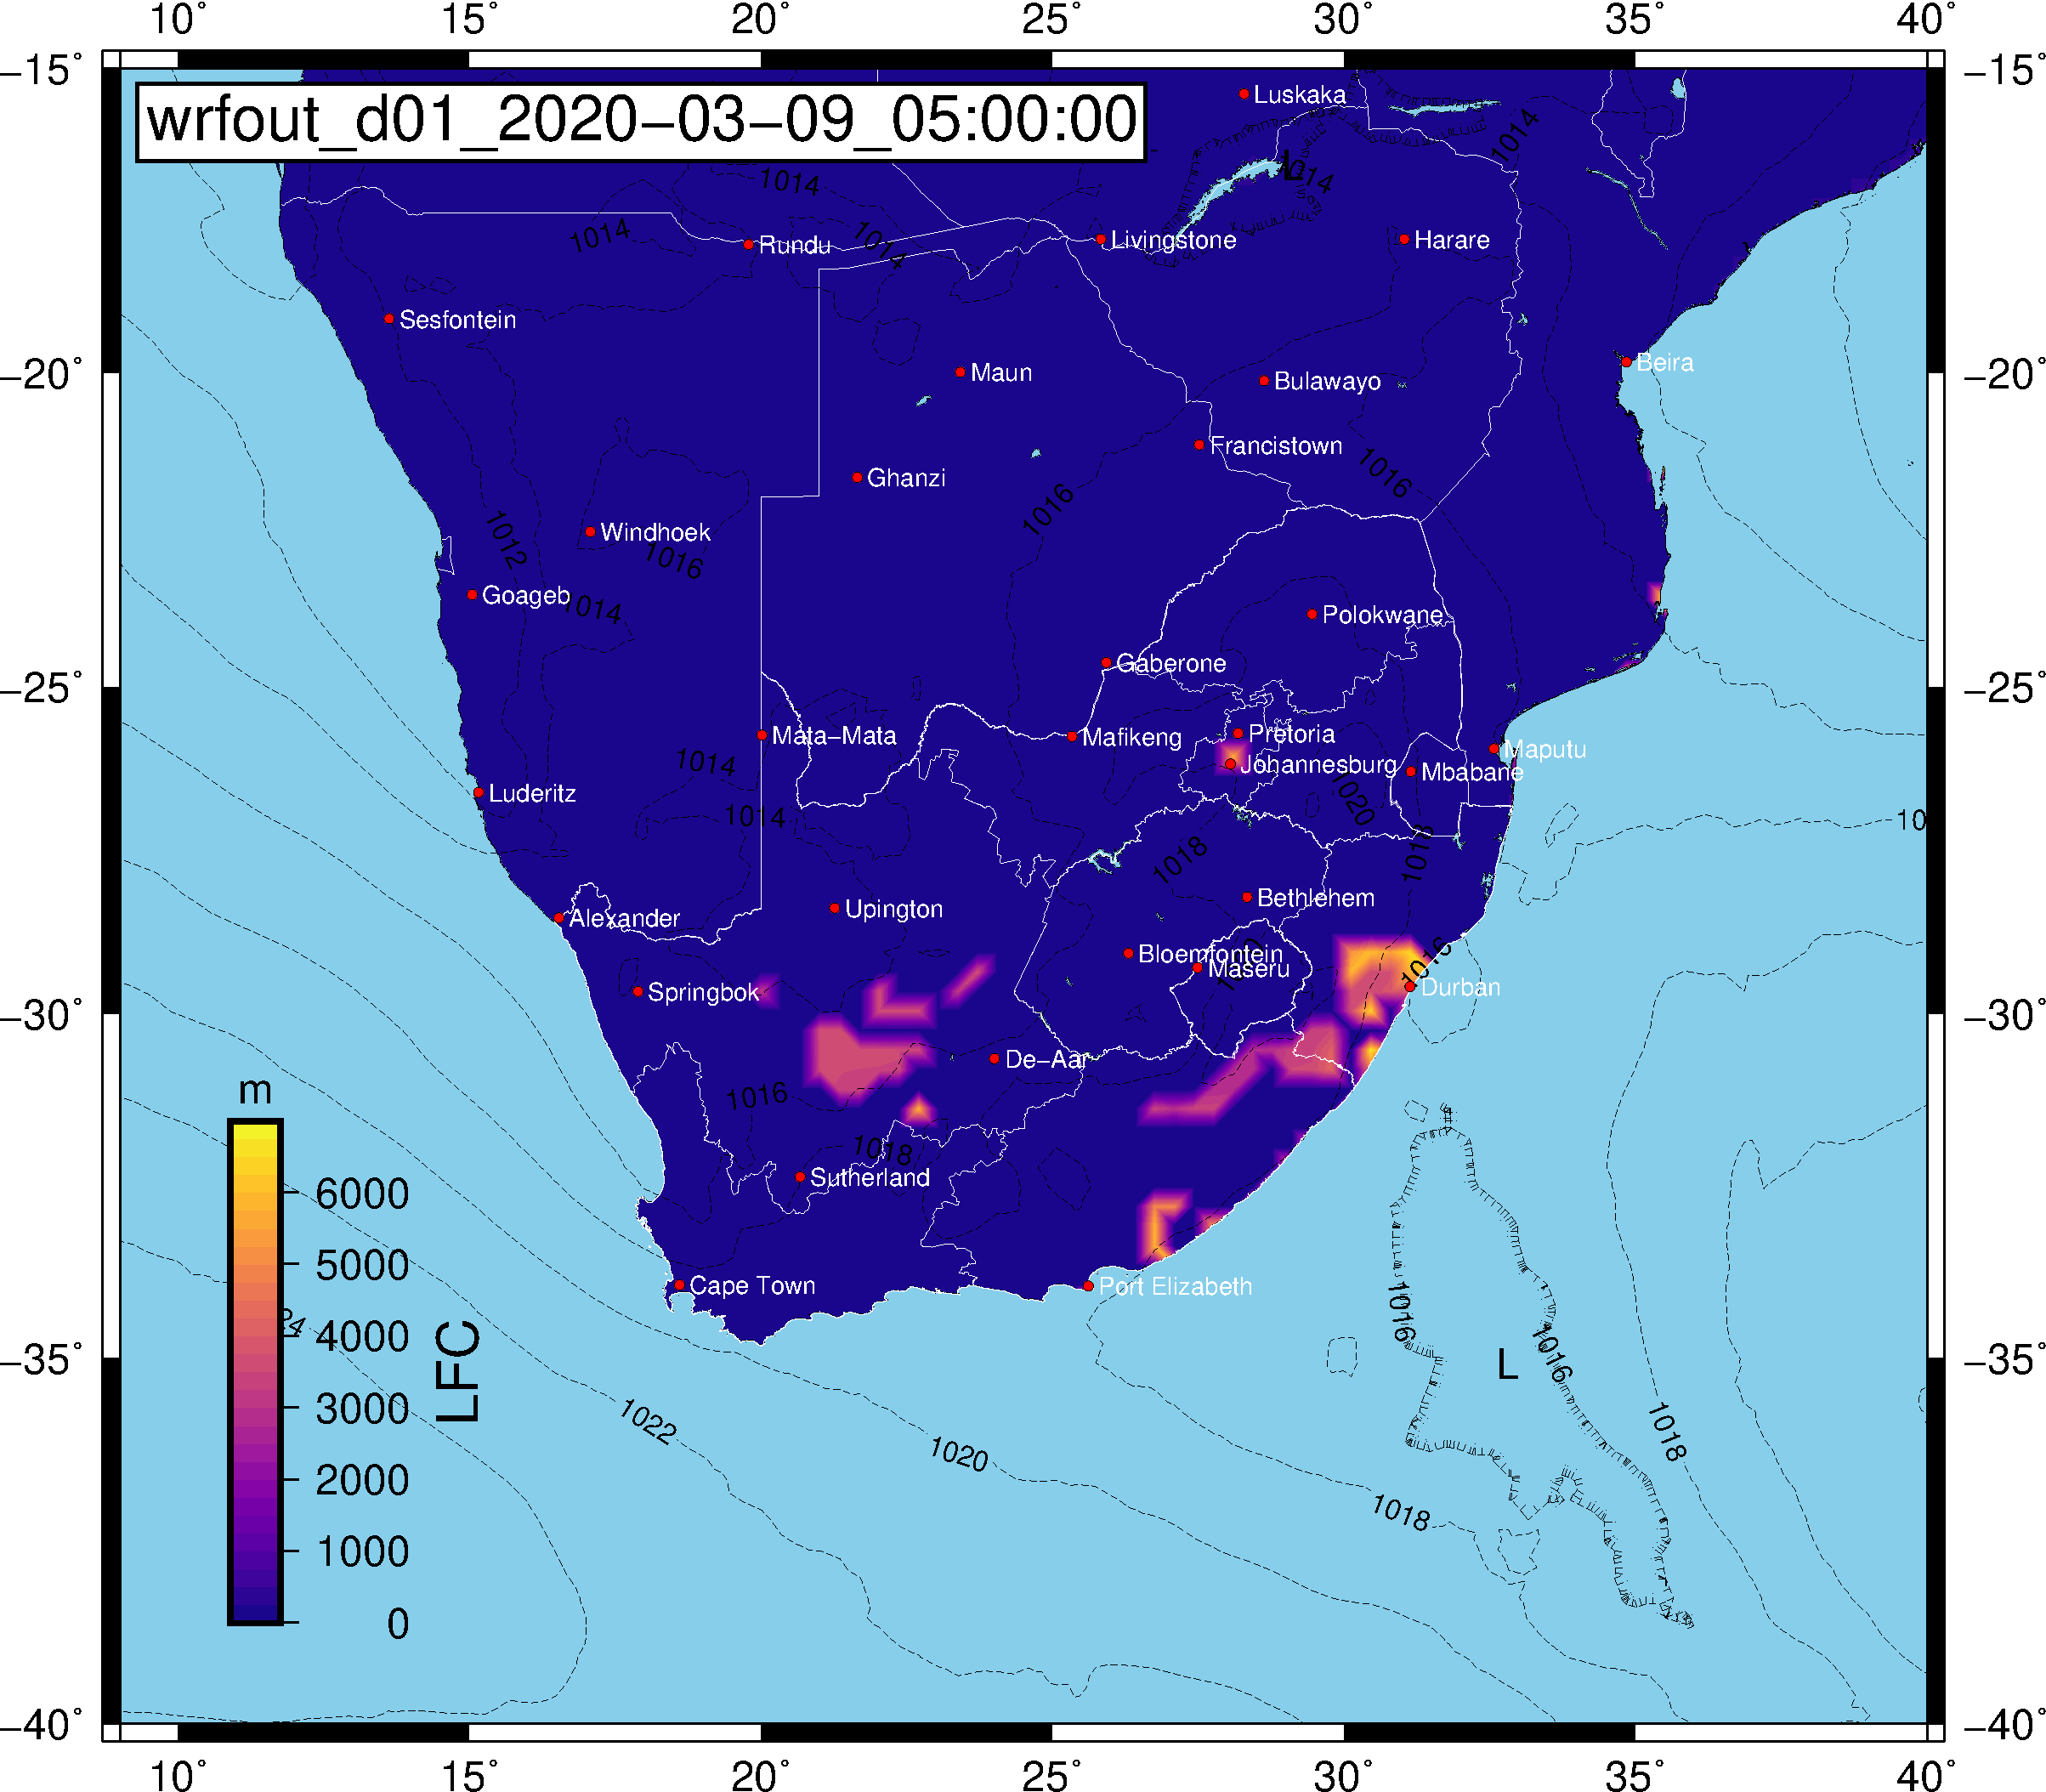 10° 15° 20° 25° 30° 35° 40°
−15° −15°
wrfout_d01_2020−03−09_05:00:00
Luskaka
1014
L
1014
1014
1014
Rundu
1014
Livingstone
Harare
Sesfontein
Beira
−20° −20°
Maun
Bulawayo
Francistown
1016
Ghanzi
1016
1012
Windhoek
1016
Goageb
1014
Polokwane
Gaberone
−25° −25°
Mata−Mata
Mafikeng
Pretoria
Maputu
1014
Johannesburg
Mbabane
Luderitz
1020
1014
10
1018
1018
Bethlehem
Upington
Alexander
Bloemfontein
Maseru
1016
Springbok
Durban
−30° −30°
De−Aar
m
1016
1018
Sutherland
6000
5000
4000
3000
2000
1000
0
LFC
24
Cape Town
Port Elizabeth
1016
1016
L
−35° −35°
1022
1020
1018
1018
−40° −40°
10° 15° 20° 25° 30° 35° 40°